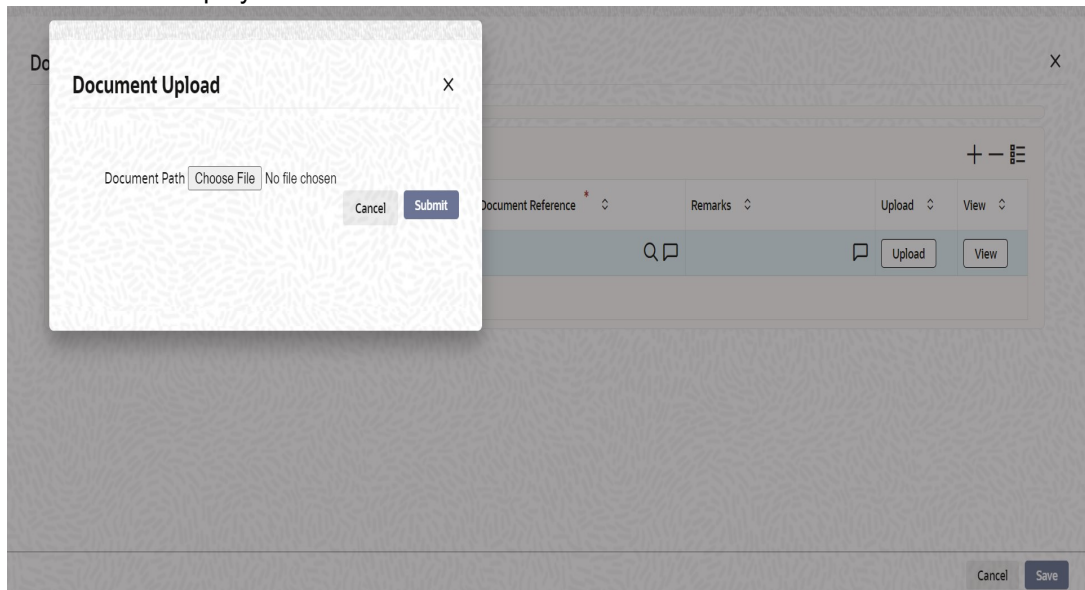 Do
Document Upload
Document Path Choose File No file chosen
Cancel Submit
Document Reference * Remarks Upload View
Upload View
Cancel Save